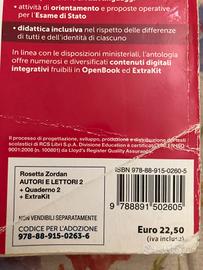 • attività di orientamento e proposte operative per
l'Esame di Stato
• didattica inclusiva nel rispetto delle differenze
di tutti e dell'identità di ciascuno
In linea con le disposizioni ministeriali, l'antologia
offre numerosi e diversificati contenuti digitali
integrativi fruibili in OpenBook ed ExtraKit
Il processo di progettazione, sviluppo, produzione e distribuzione dei testi
scolastici di RCS Libri S.p.A. Divisione Education è
9001:2008 (n. 100801) da Lloyd's Register Quality
Rosetta Zordan
AUTORI E LETTORI 2
+ Quaderno 2
+ ExtraKit
NON VENDIBILI SEPARATAMENTE
CODICE PER L'ADOZIONE
978-88-915-0263-6
ISBN 978-88-915-0260-5
9 788891 502605
Euro 22,50
(iva inclusa)